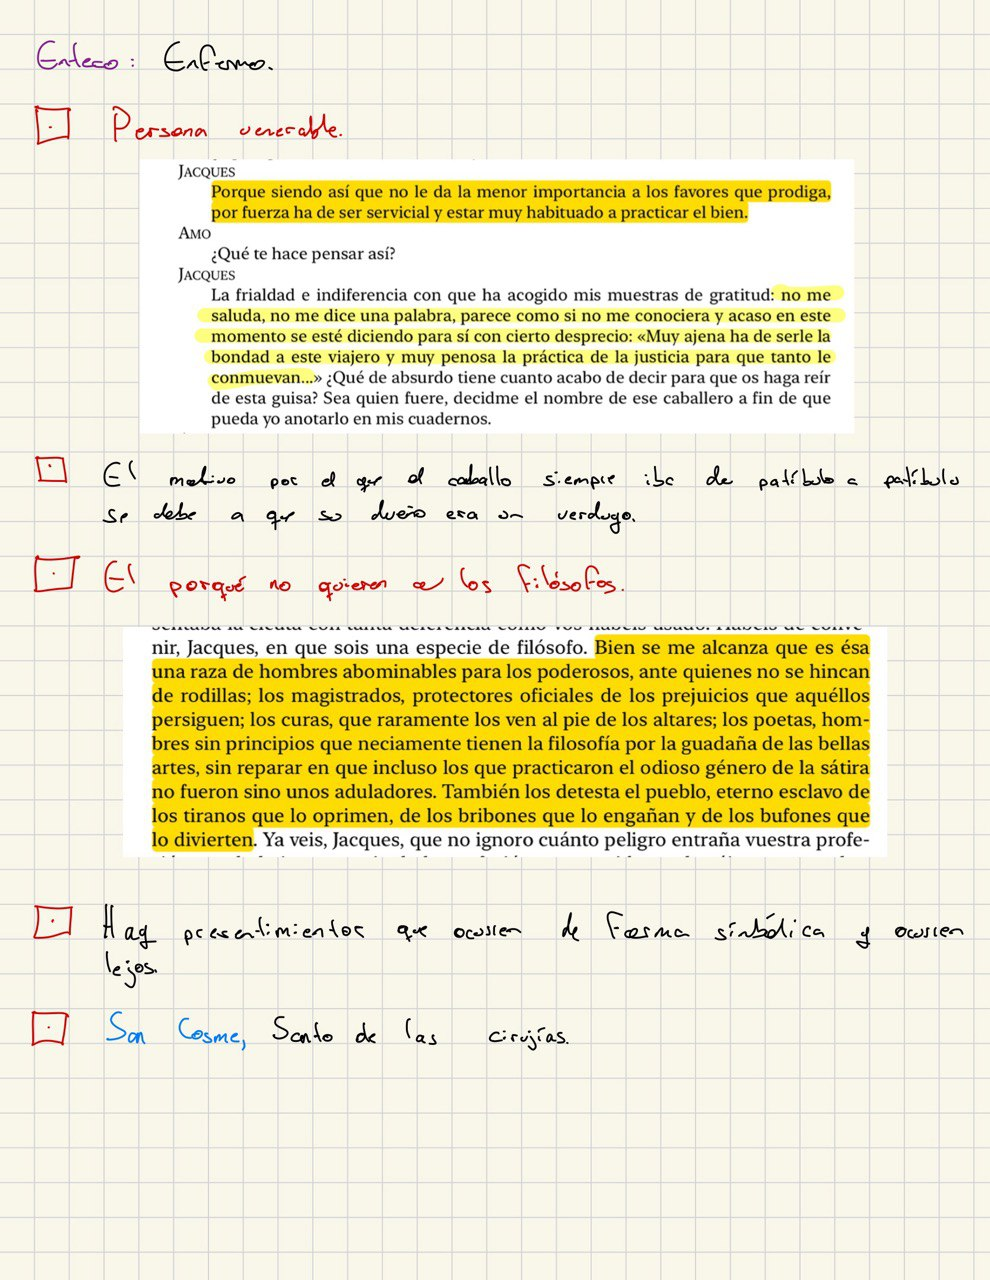 Enteco: Enfermo.
Persona venerable.
JACQUES
Porque siendo así que no le da la menor importancia a los favores que prodiga,
por fuerza ha de ser servicial y estar muy habituado a practicar el bien.
AMO
¿Qué te hace pensar así?
JACQUES
La frialdad e indiferencia con que ha acogido mis muestras de gratitud: no me
saluda, no me dice una palabra, parece como si no me conociera y acaso en este
momento se esté diciendo para sí con cierto desprecio: «Muy ajena ha de serle la
bondad a este viajero y muy penosa la práctica de la justicia para que tanto le
conmuevan...» ¿Qué de absurdo tiene cuanto acabo de decir para que os haga reír
de esta guisa? Sea quien fuere, decidme el nombre de ese caballero a fin de que
pueda yo anotarlo en mis cuadernos.
El motivo por el que el caballo siempre iba de patíbulo a patíbulo
se debe a que su dueño era un verdugo.
El porqué no quieren a los filósofos.
nir, Jacques, en que sois una especie de filósofo. Bien se me alcanza que es ésa
una raza de hombres abominables para los poderosos, ante quienes no se hincan
de rodillas; los magistrados, protectores oficiales de los prejuicios que aquéllos
persiguen; los curas, que raramente los ven al pie de los altares; los poetas, hom-
bres sin principios que neciamente tienen la filosofía por la guadaña de las bellas
artes, sin reparar en que incluso los que practicaron el odioso género de la sátira
no fueron sino unos aduladores. También los detesta el pueblo, eterno esclavo de
los tiranos que lo oprimen, de los bribones que lo engañan y de los bufones que
lo divierten. Ya veis, Jacques, que no ignoro cuánto peligro entraña vuestra profe-
Hay presentimientos que ocurren de forma simbólica y ocurren
lejos.
San Cosme, Santo de las cirujías.